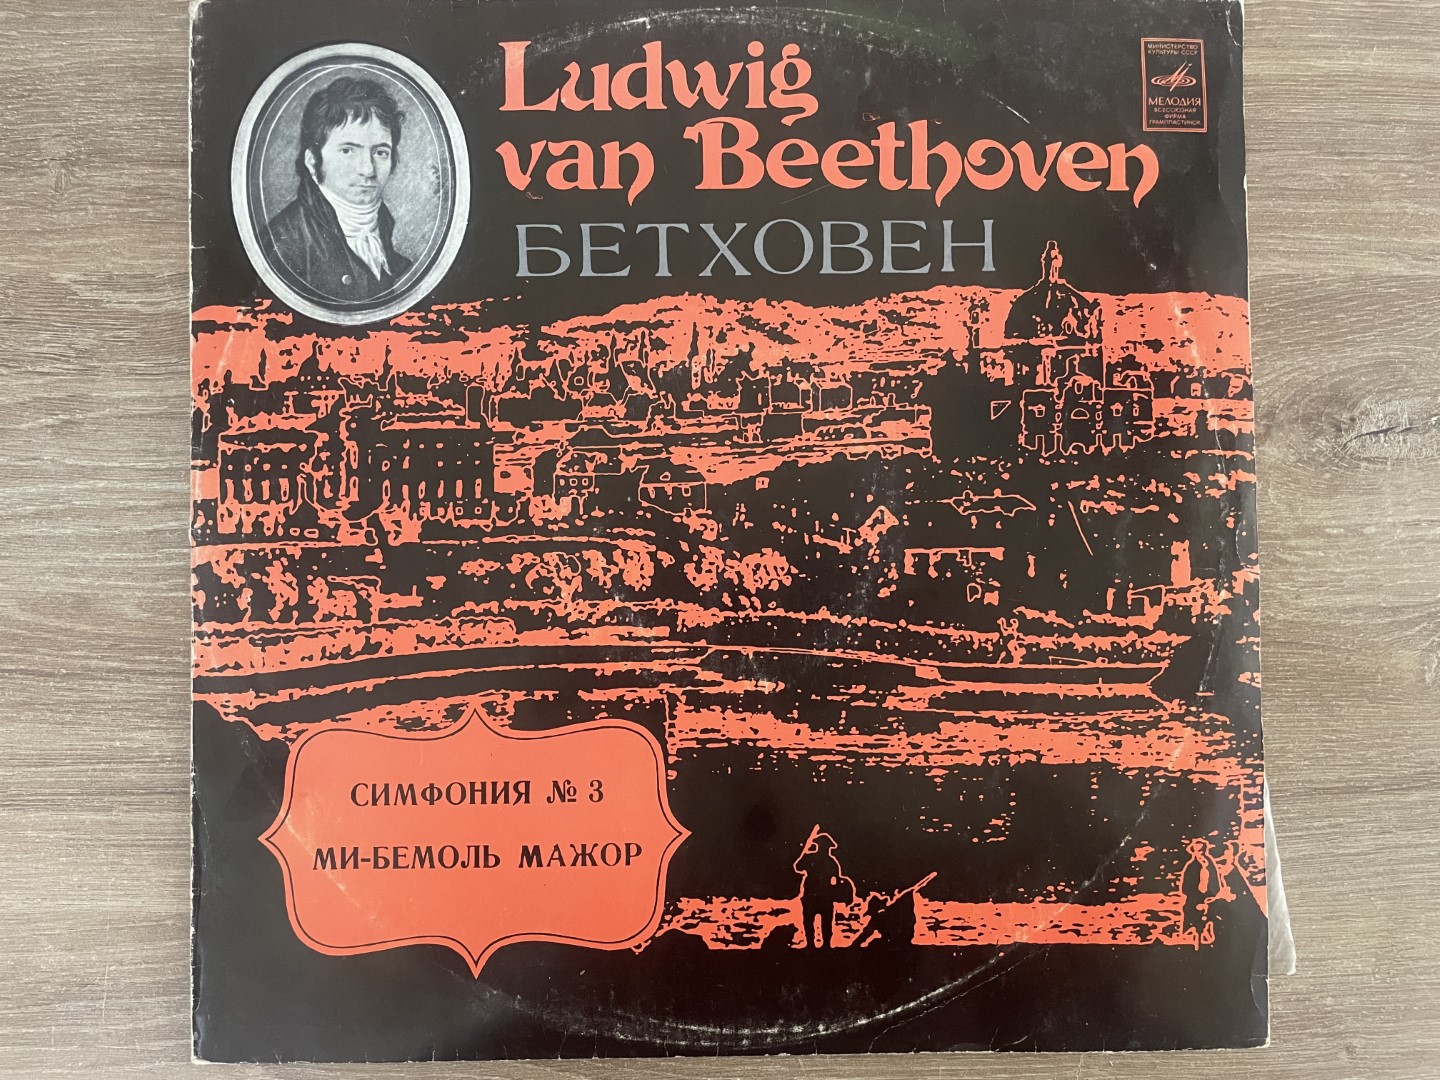 Ludwig
van Beethoven
БЕТХОВЕН
МИНИСТЕРСТВО
КУЛЬТУРЫ СССР
МЕЛОДИЯ
ВСЕСОЮЗНАЯ
ФИРМА
ГРАМПЛАСТИНОК
СИМФОНИЯ № 3
МИ-БЕМОЛЬ МАЖОР